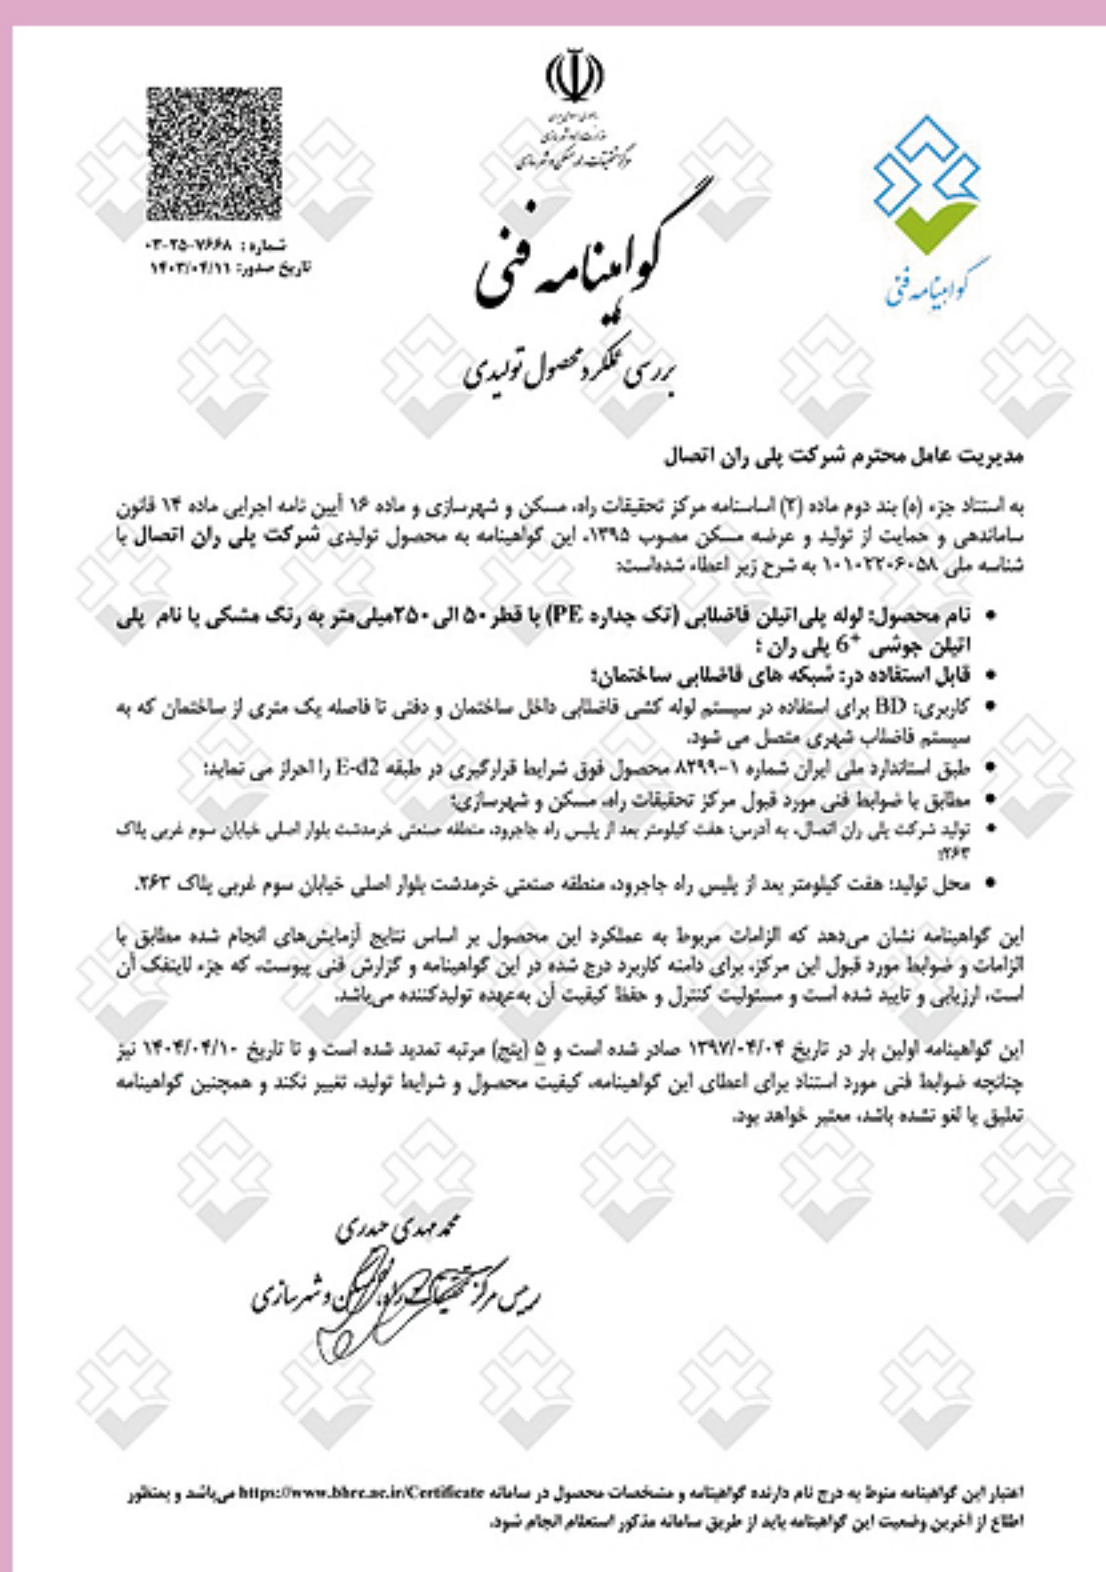 جمهوری اسلامی ایران
وزارت راه و شهرسازی
مرکز تحقیقات راه، مسکن و شهرسازی
شماره : ۷۶۶۸-۲۵-۰۳
تاریخ صدور: ۱۴۰۳/۰۴/۱۱
گواهینامه فنی
گواهینامه فنی
بررسی عملکرد محصول تولیدی
مدیریت عامل محترم شرکت پلی ران اتصال
به استناد جزء (ه) بند دوم ماده (۲) اساسنامه مرکز تحقیقات راه، مسکن و شهرسازی و ماده ۱۶ آیین نامه اجرایی ماده ۱۴ قانون
ساماندهی و حمایت از تولید و عرضه مسکن مصوب ۱۳۹۵، این گواهینامه به محصول تولیدی شرکت پلی ران اتصال با
شناسه ملی ۱۰۱۰۲۲۰۶۰۵۸ به شرح زیر اعطاء شده‌است:
• نام محصول: لوله پلی‌اتیلن فاضلابی (تک جداره PE) با قطر ۵۰ الی ۲۵۰میلی‌متر به رنگ مشکی با نام پلی
اتیلن جوشی 6+ پلی ران ؛
• قابل استفاده در: شبکه های فاضلابی ساختمان؛
• کاربری: BD برای استفاده در سیستم لوله کشی فاضلابی داخل ساختمان و دفنی تا فاصله یک متری از ساختمان که به
سیستم فاضلاب شهری متصل می شود.
• طبق استاندارد ملی ایران شماره ۱-۸۲۹۹ محصول فوق شرایط قرارگیری در طبقه E-d2 را احراز می نماید؛
• مطابق با ضوابط فنی مورد قبول مرکز تحقیقات راه، مسکن و شهرسازی؛
• تولید شرکت پلی ران اتصال، به آدرس: هفت کیلومتر بعد از پلیس راه جاجرود، منطقه صنعتی خرمدشت بلوار اصلی خیابان سوم غربی پلاک
۲۶۳؛
• محل تولید: هفت کیلومتر بعد از پلیس راه جاجرود، منطقه صنعتی خرمدشت بلوار اصلی خیابان سوم غربی پلاک ۲۶۳.
این گواهینامه نشان می‌دهد که الزامات مربوط به عملکرد این محصول بر اساس نتایج آزمایش‌های انجام شده مطابق با
الزامات و ضوابط مورد قبول این مرکز، برای دامنه کاربرد درج شده در این گواهینامه و گزارش فنی پیوست، که جزء لاینفک آن
است، ارزیابی و تایید شده است و مسئولیت کنترل و حفظ کیفیت آن به‌عهده تولیدکننده می‌باشد.
این گواهینامه اولین بار در تاریخ ۱۳۹۷/۰۴/۰۴ صادر شده است و ۵ (پنج) مرتبه تمدید شده است و تا تاریخ ۱۴۰۴/۰۴/۱۰ نیز
چنانچه ضوابط فنی مورد استناد برای اعطای این گواهینامه، کیفیت محصول و شرایط تولید، تغییر نکند و همچنین گواهینامه
تعلیق یا لغو نشده باشد، معتبر خواهد بود.
محمد مهدی حیدری
رییس مرکز تحقیقات راه، مسکن و شهرسازی
اعتبار این گواهینامه منوط به درج نام دارنده گواهینامه و مشخصات محصول در سامانه https://www.bhrc.ac.ir/Certificate می‌باشد و بمنظور
اطلاع از آخرین وضعیت این گواهینامه باید از طریق سامانه مذکور استعلام انجام شود.